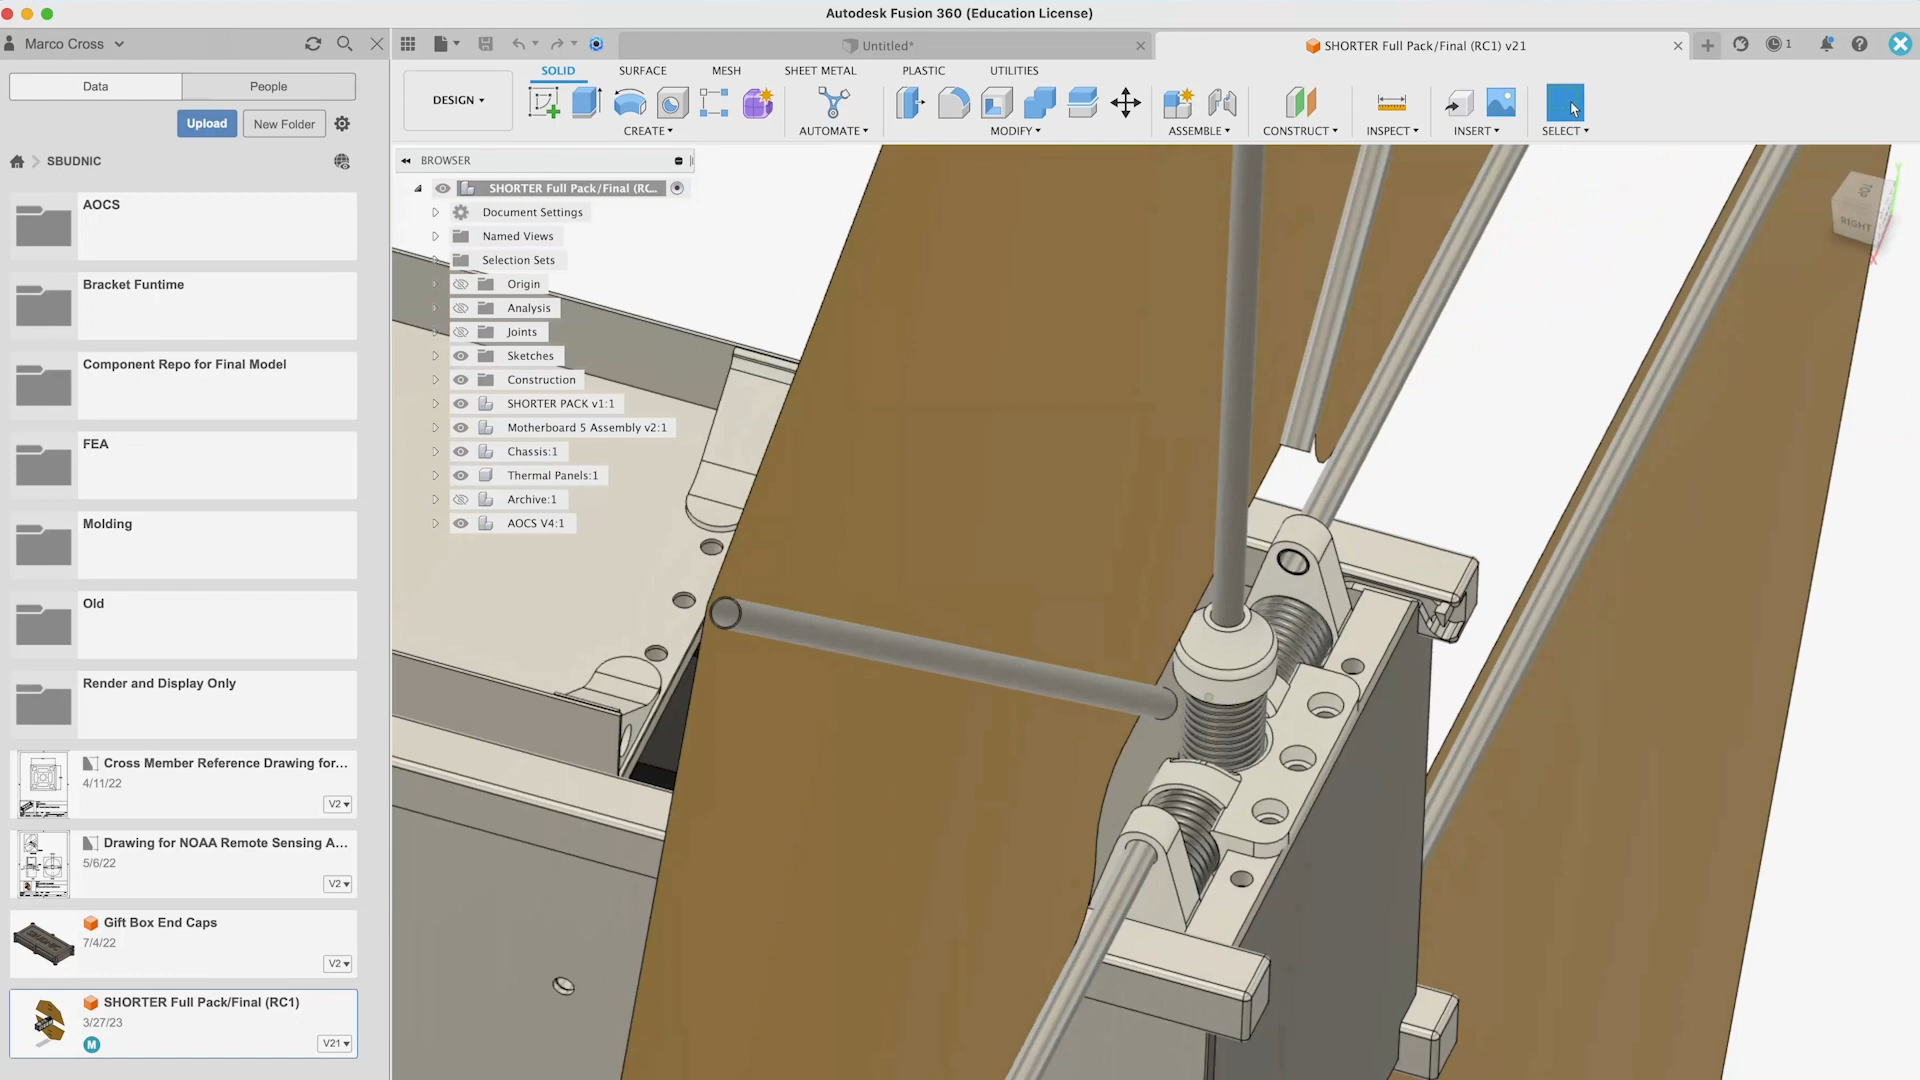 Autodesk Fusion 360 (Education License)
Marco Cross
Untitled*
SHORTER Full Pack/Final (RC1) v21
1
Data
People
Upload
New Folder
SBUDNIC
AOCS
Bracket Funtime
Component Repo for Final Model
FEA
Molding
Old
Render and Display Only
Cross Member Reference Drawing for...
4/11/22
V2
Drawing for NOAA Remote Sensing A...
5/6/22
V2
Gift Box End Caps
7/4/22
V2
SHORTER Full Pack/Final (RC1)
3/27/23
M
V21
DESIGN
SOLID
SURFACE
MESH
SHEET METAL
PLASTIC
UTILITIES
CREATE
AUTOMATE
MODIFY
ASSEMBLE
CONSTRUCT
INSPECT
INSERT
SELECT
BROWSER
SHORTER Full Pack/Final (RC...
Document Settings
Named Views
Selection Sets
Origin
Analysis
Joints
Sketches
Construction
SHORTER PACK v1:1
Motherboard 5 Assembly v2:1
Chassis:1
Thermal Panels:1
Archive:1
AOCS V4:1
TOP
RIGHT
Y
X